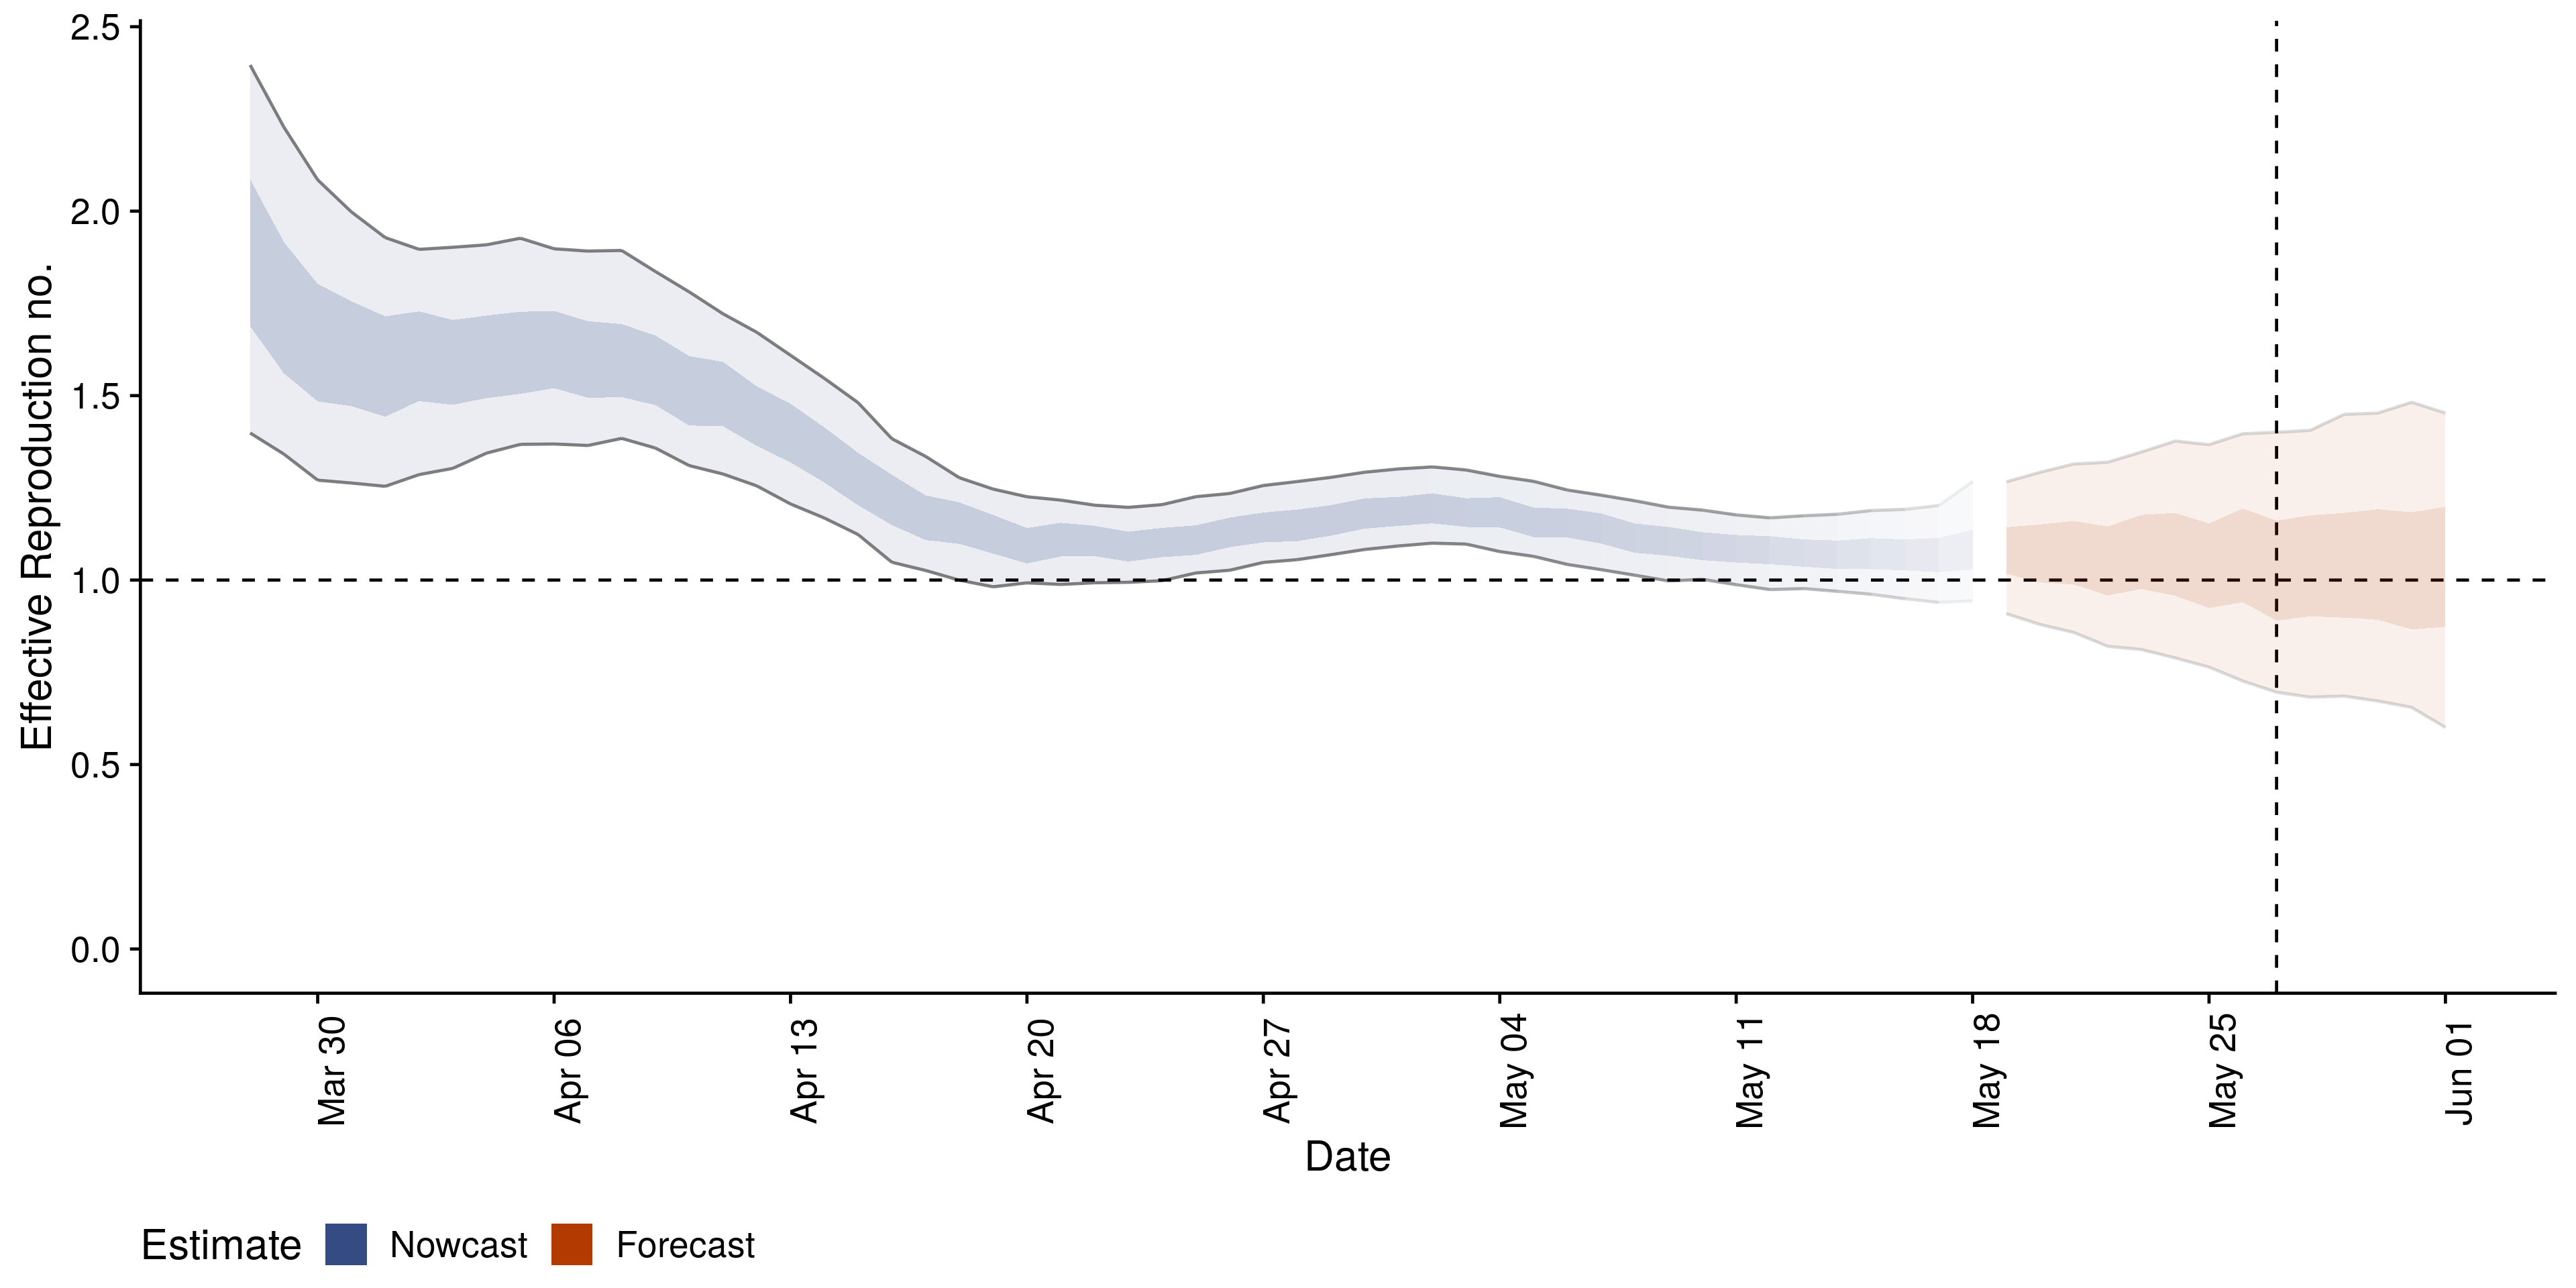 Effective Reproduction no.
2.5
2.0
1.5
1.0
0.5
0.0
Mar 30
Apr 06
Apr 13
Apr 20
Apr 27
May 04
May 11
May 18
May 25
Jun 01
Date
Estimate Nowcast Forecast